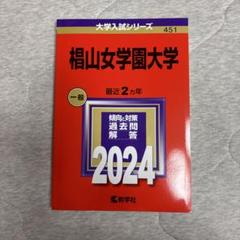 大学入試シリーズ
451
椙山女学園大学
一般
最近2ヵ年
傾向と対策
過去問
解答
2024
教学社